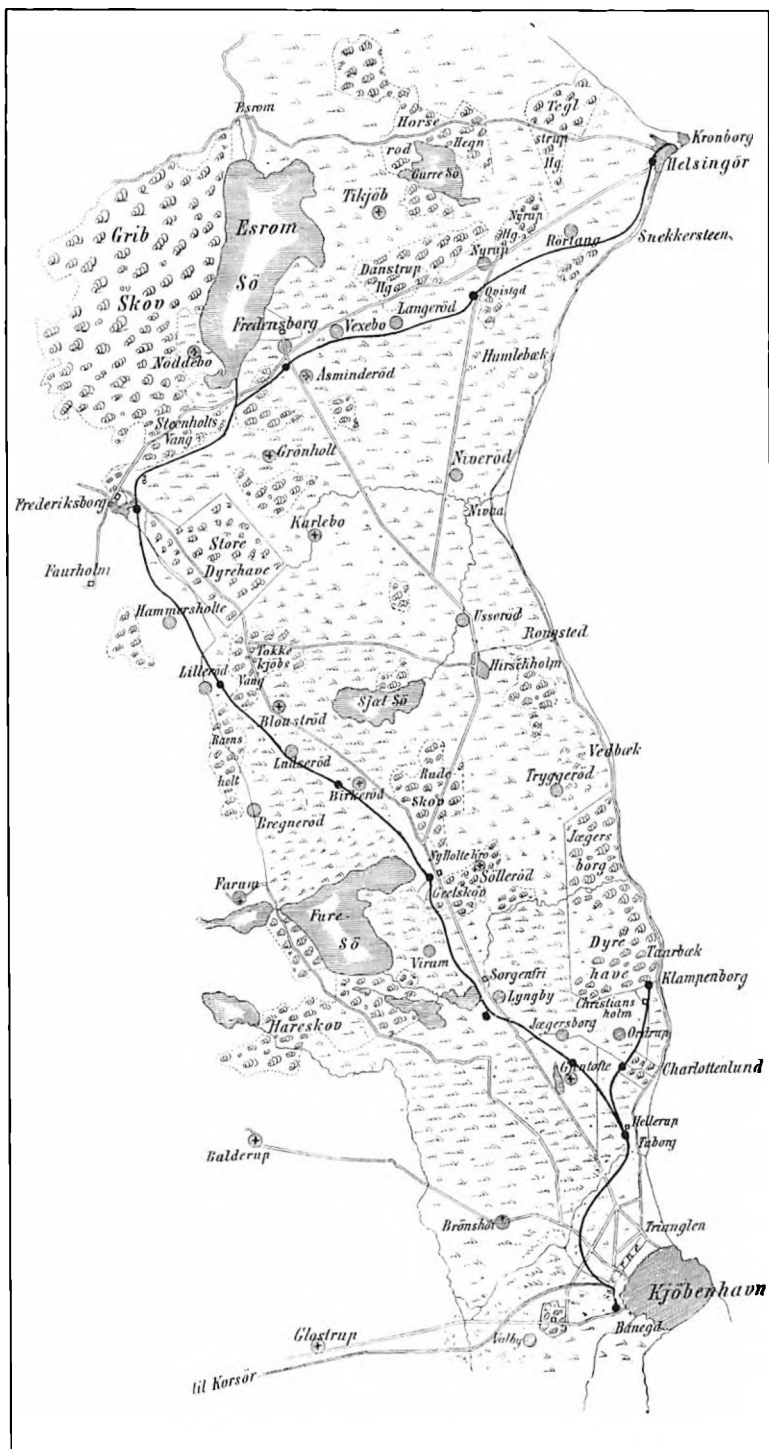 Esrom
Horse
rod
Hegn
Gurre Sö
Tegl
strup
Hg
Kronborg
Helsingör
Tikjöb
Grib
Skov
Esrom
Sö
Nyrup
Hg.
Rörtang
Snekkersteen
Danstrup
Hg
Nyrup
Qvistgd
Langeröd
Fredensborg
Vexebo
Humlebæk
Nöddebo
Asminderöd
Steenholts
Vang
Grönholt
Niveröd
Frederiksborg
Nivaa
Karlebo
Store
Dyrehave
Faurholm
Hammersholte
Usseröd
Rongsted
Tokke
kjöbs
Vang
Hirschholm
Lilleröd
Sjæl Sö
Blouströd
Vedbæk
Ravns
holt
Ludseröd
Rude
Skov
Birkeröd
Tryggeröd
Bregneröd
Jægers
borg
Nyholte Kro
Sölleröd
Geelskov
Farum
Fure-
Sö
Dyre
have
Taarbæk
Virum
Sorgenfri
Klampenborg
Lyngby
Christians
holm
Hareskov
Jægersborg
Ordrup
Gjentofte
Charlottenlund
Hellerup
Taborg
Balderup
Brönshöi
Trianglen
Kjöbenhavn
Banegd
Glostrup
Valby
til Korsör